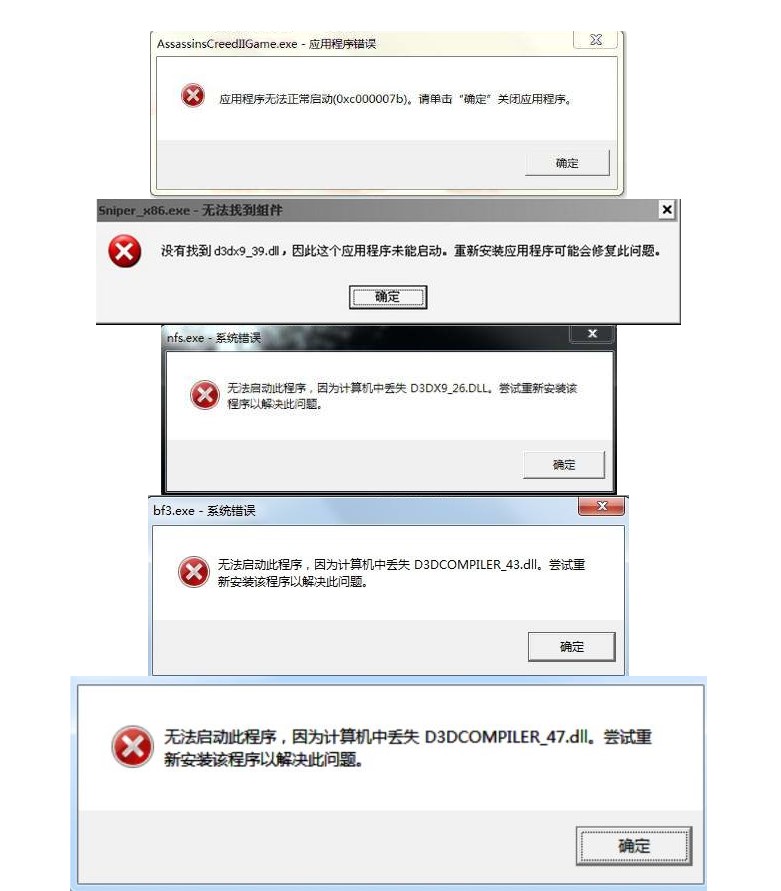 AssassinsCreedIIGame.exe - 应用程序错误
应用程序无法正常启动(0xc000007b)。请单击“确定”关闭应用程序。
确定
Sniper_x86.exe - 无法找到组件
没有找到 d3dx9_39.dll，因此这个应用程序未能启动。重新安装应用程序可能会修复此问题。
确定
nfs.exe - 系统错误
无法启动此程序，因为计算机中丢失 D3DX9_26.DLL。尝试重新安装该
程序以解决此问题。
确定
bf3.exe - 系统错误
无法启动此程序，因为计算机中丢失 D3DCOMPILER_43.dll。尝试重
新安装该程序以解决此问题。
确定
无法启动此程序，因为计算机中丢失 D3DCOMPILER_47.dll。尝试重
新安装该程序以解决此问题。
确定